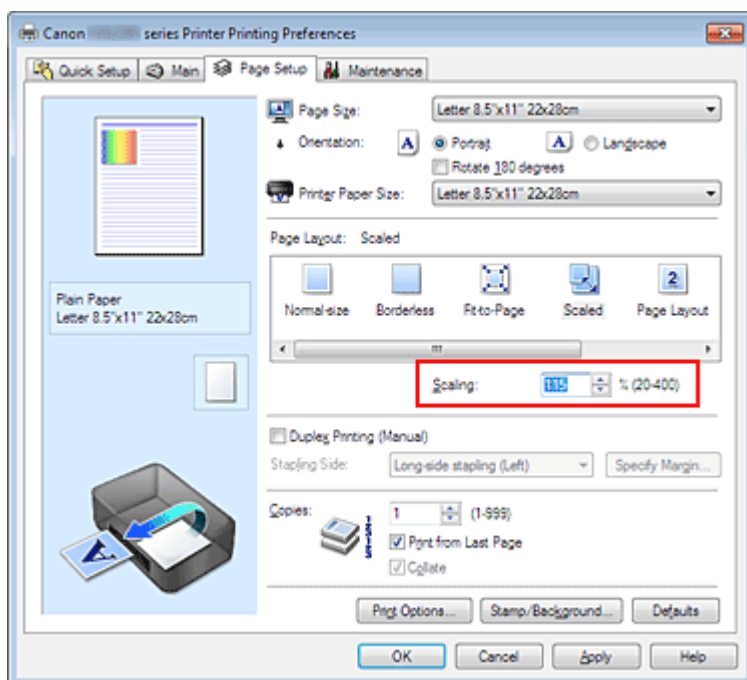 Canon series Printer Printing Preferences
Quick Setup Main Page Setup Maintenance
Page Size: Letter 8.5"x11" 22x28cm
Orientation: A Portrait A Landscape
Rotate 180 degrees
Printer Paper Size: Letter 8.5"x11" 22x28cm
Page Layout: Scaled
2
Normal-size Borderless Fit-to-Page Scaled Page Layout
Plain Paper
Letter 8.5"x11" 22x28cm
Scaling: 115 % (20-400)
Duplex Printing (Manual)
Stapling Side: Long-side stapling (Left) Specify Margin...
Copies: 1 (1-999)
Print from Last Page
Collate
A
Print Options... Stamp/Background... Defaults
OK Cancel Apply Help